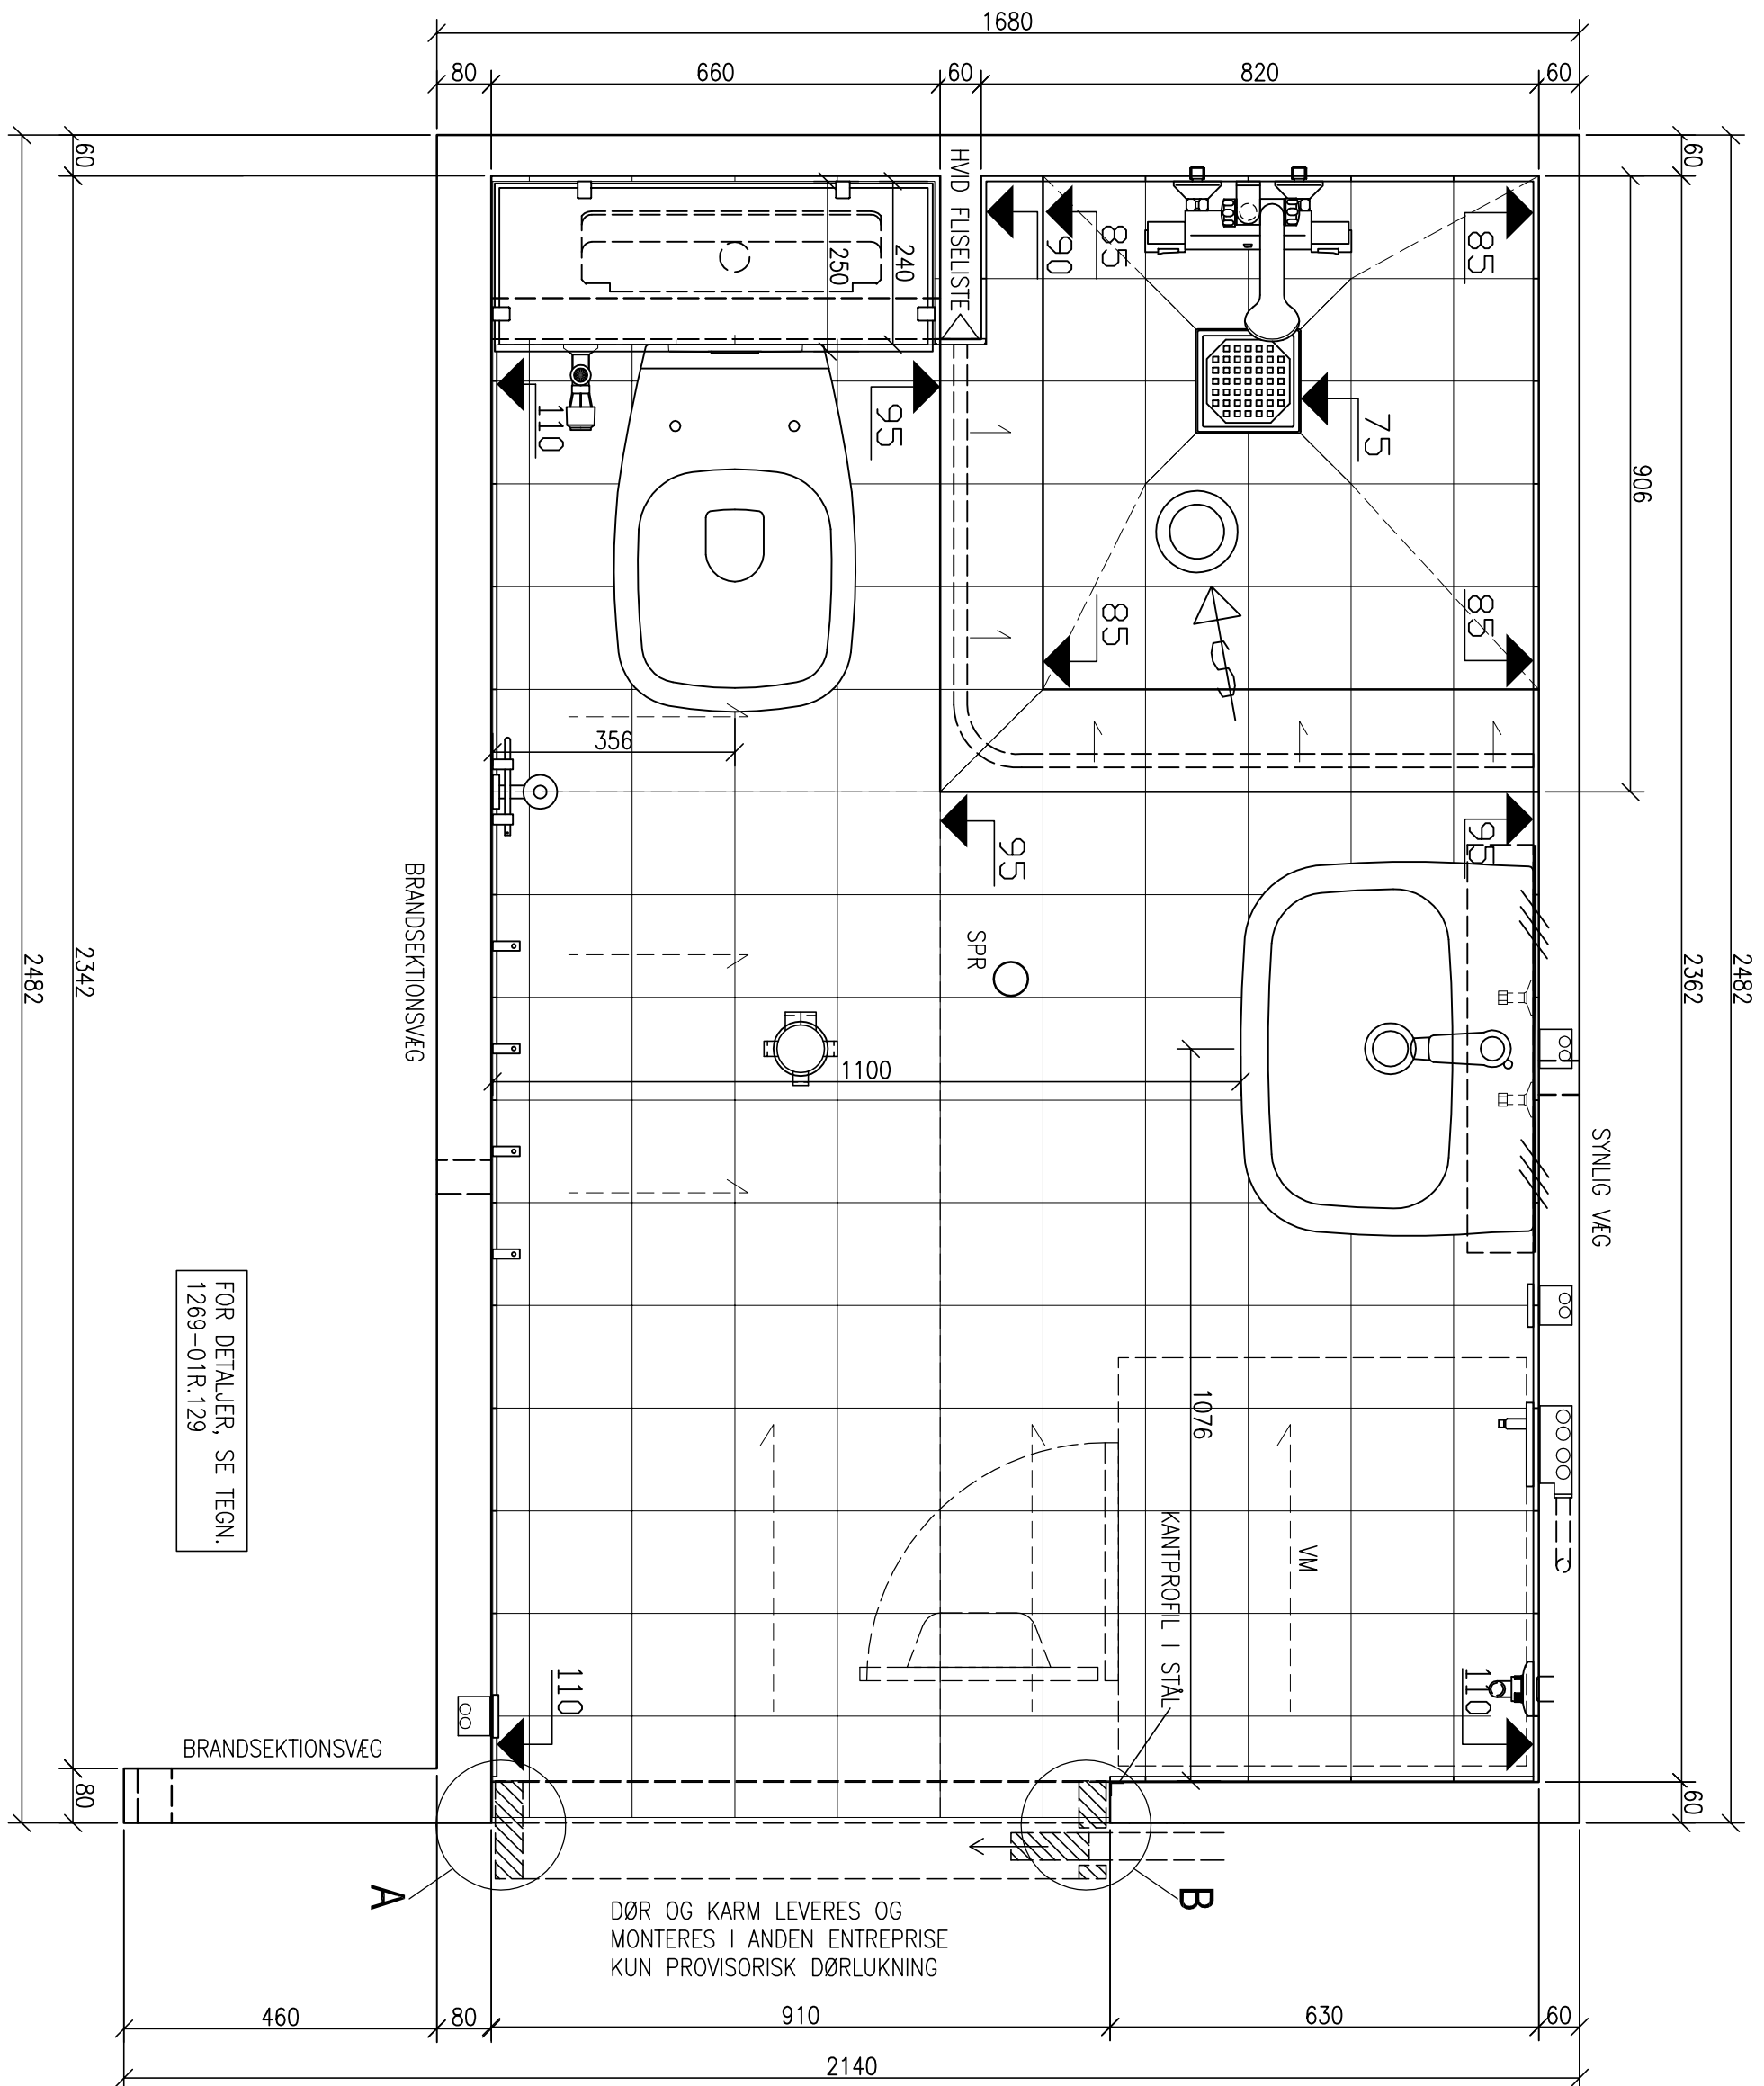 1680
80
660
60
820
60
60
60
HVID FLISELISTE
240
250
90
85
85
75
906
110
95
85
85
356
95
95
BRANDSEKTIONSVÆG
SPR
2482
2342
2362
2482
1100
SYNLIG VÆG
FOR DETALJER, SE TEGN.
1269-01R.129
1076
VM
KANTPROFIL I STÅL
110
110
BRANDSEKTIONSVÆG
80
60
A
B
DØR OG KARM LEVERES OG
MONTERES I ANDEN ENTREPRISE
KUN PROVISORISK DØRLUKNING
460
80
910
630
60
2140